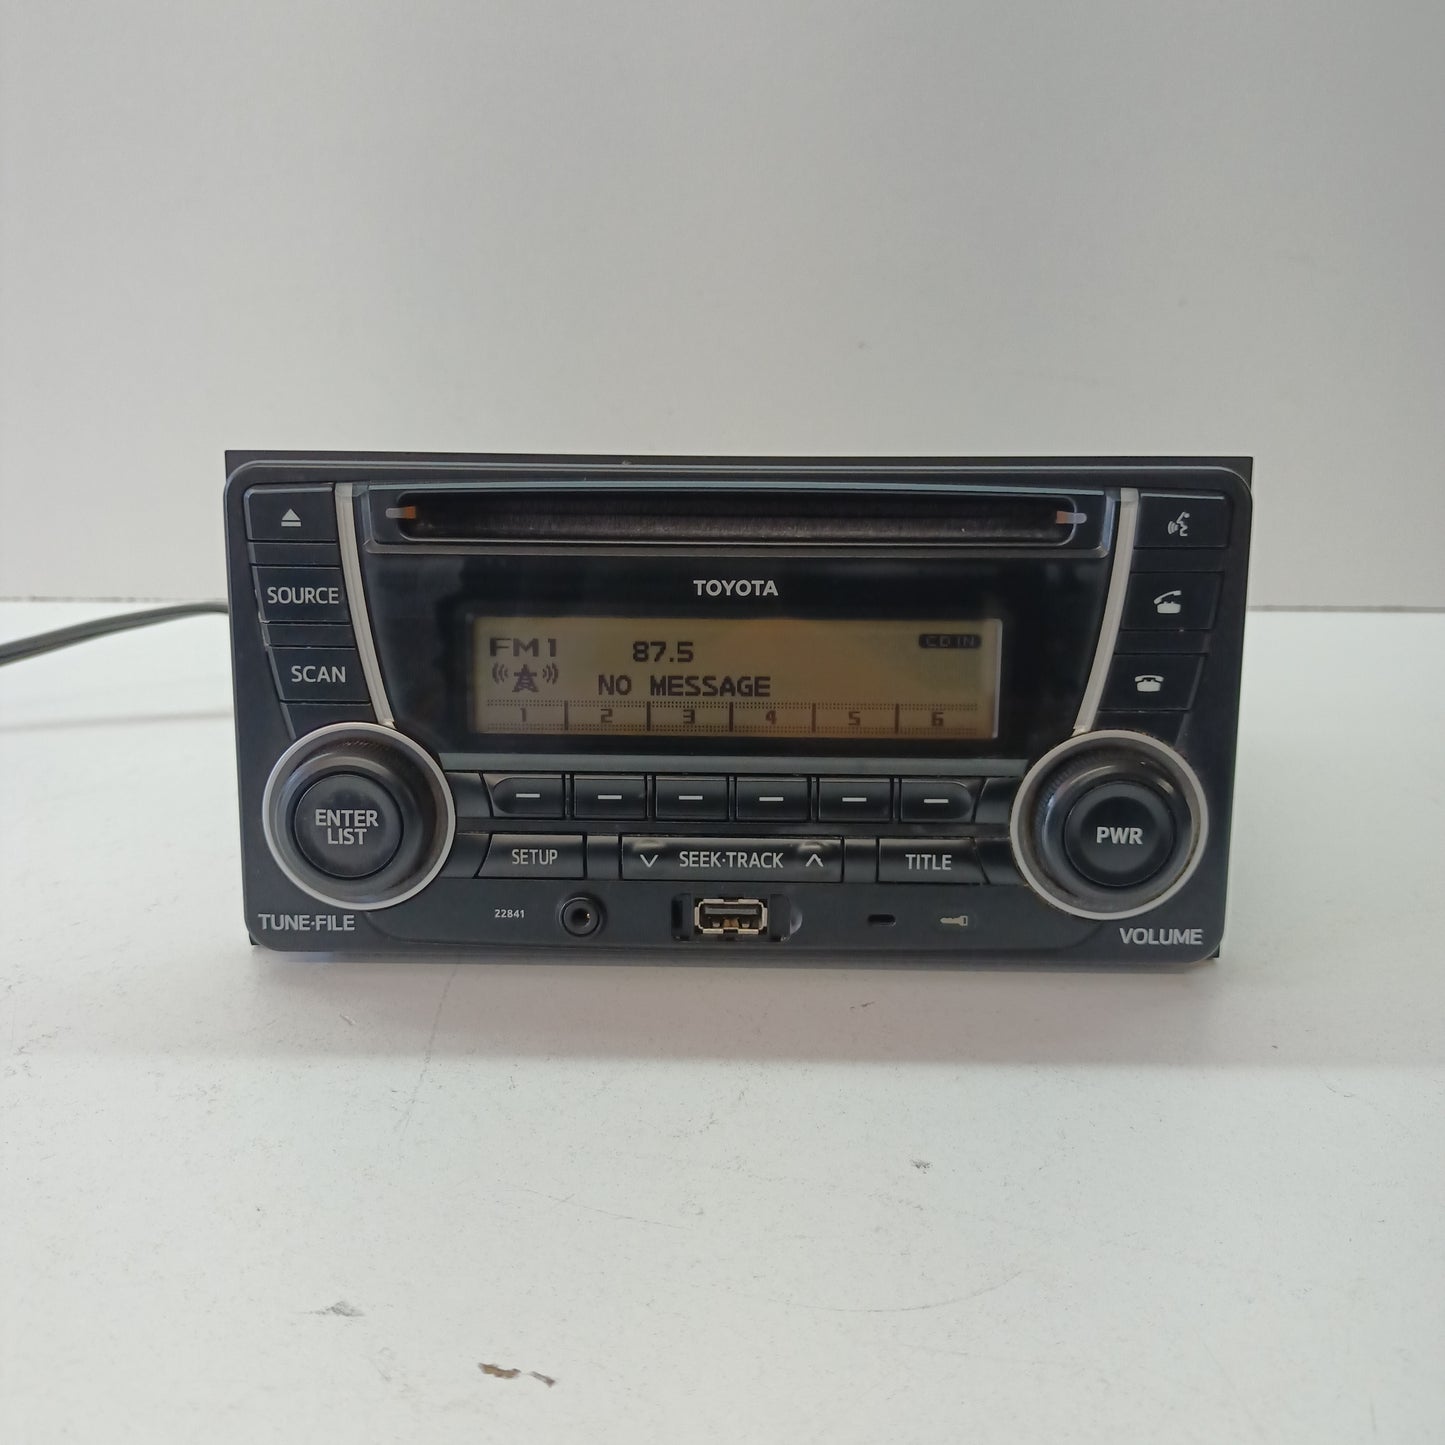 TOYOTA
SOURCE
SCAN
FM1 87.5 CD IN
NO MESSAGE
1 2 3 4 5 6
ENTER
LIST
PWR
SETUP
SEEK·TRACK
TITLE
22841
TUNE·FILE
VOLUME